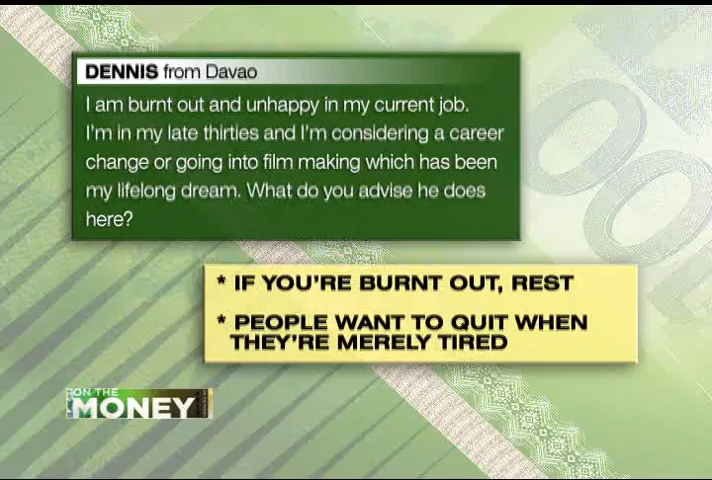 DENNIS from Davao
I am burnt out and unhappy in my current job.
I'm in my late thirties and I'm considering a career
change or going into film making which has been
my lifelong dream. What do you advise he does
here?
* IF YOU'RE BURNT OUT, REST
* PEOPLE WANT TO QUIT WHEN
THEY'RE MERELY TIRED
ON THE
MONEY